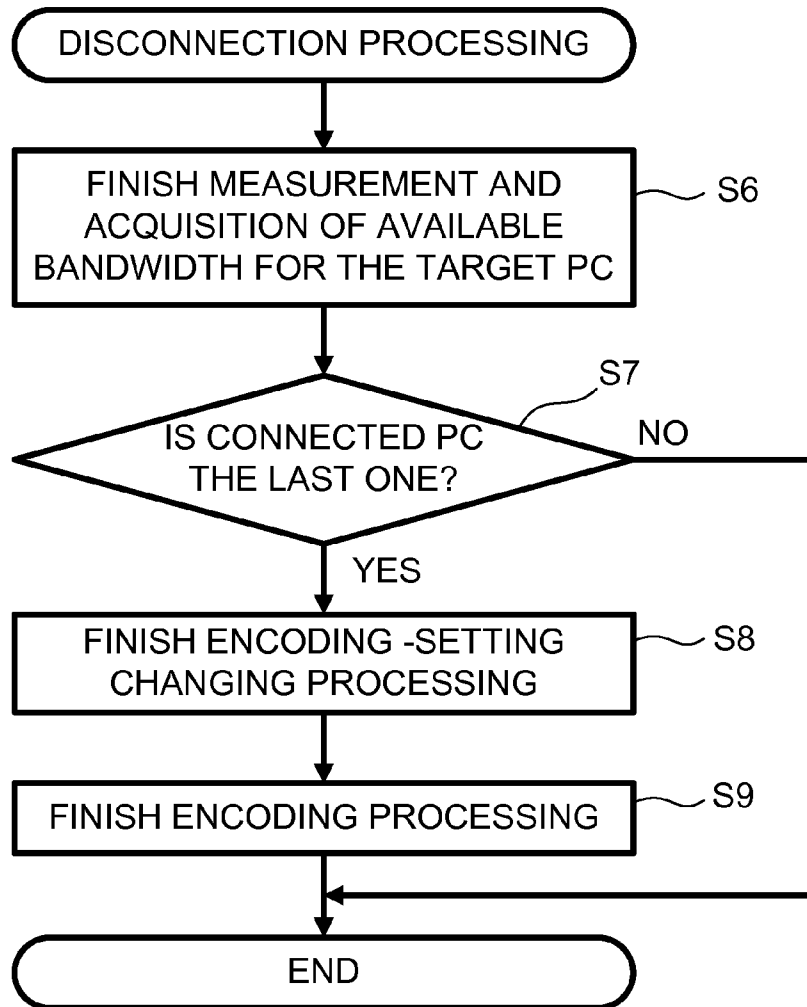 DISCONNECTION PROCESSING
FINISH MEASUREMENT AND
ACQUISITION OF AVAILABLE
BANDWIDTH FOR THE TARGET PC
S6
S7
IS CONNECTED PC
THE LAST ONE?
NO
YES
FINISH ENCODING -SETTING
CHANGING PROCESSING
S8
FINISH ENCODING PROCESSING
S9
END